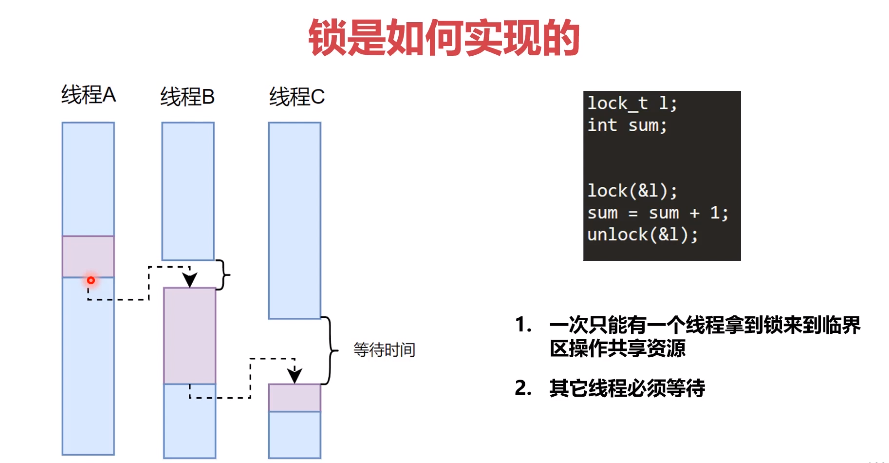 锁是如何实现的
线程A
线程B
线程C
等待时间
lock_t l;
int sum;
lock(&l);
sum = sum + 1;
unlock(&l);
1. 一次只能有一个线程拿到锁来到临界
区操作共享资源
2. 其它线程必须等待